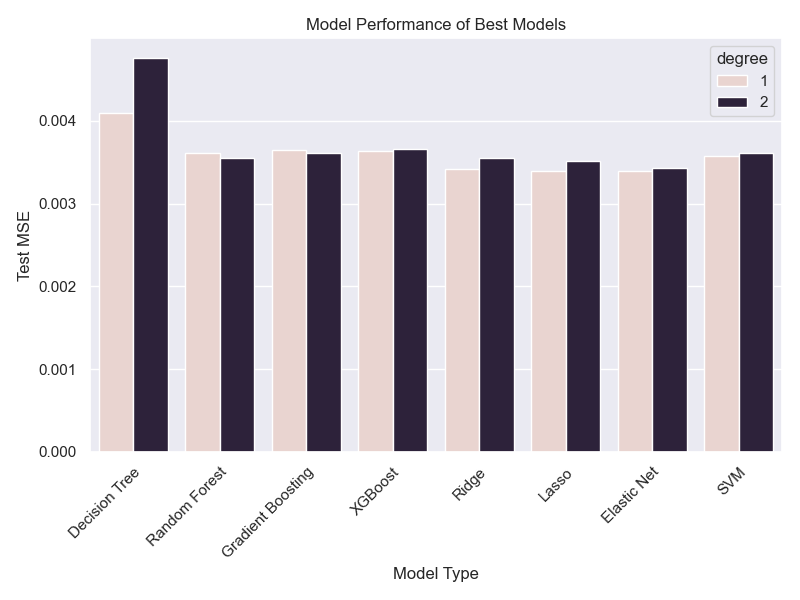 Model Performance of Best Models
degree
1
2
Test MSE
0.004
0.003
0.002
0.001
0.000
Decision Tree
Random Forest
Gradient Boosting
XGBoost
Ridge
Lasso
Elastic Net
SVM
Model Type